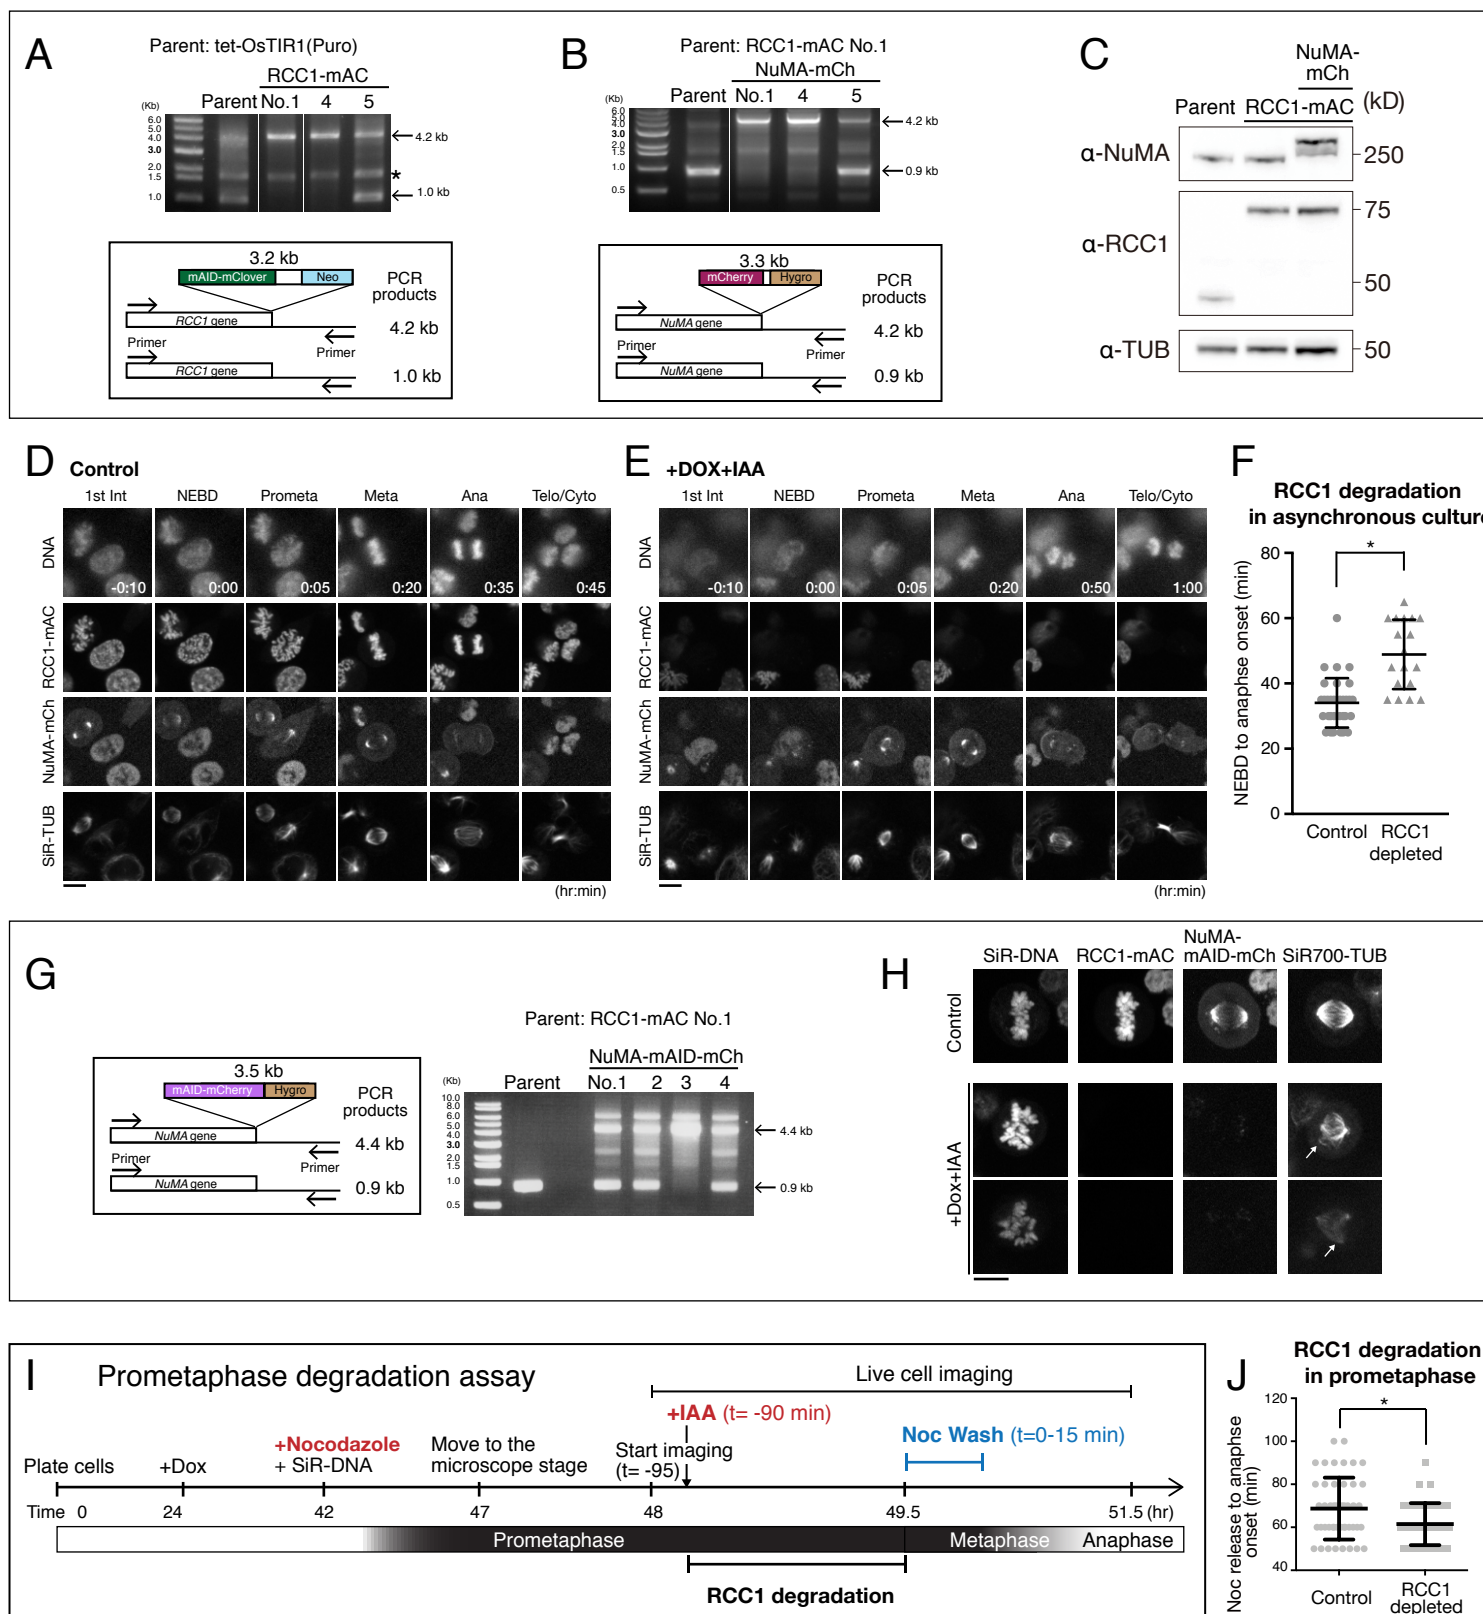 A
Parent: tet-OsTIR1(Puro)
RCC1-mAC
Parent No.1 4 5
(Kb)
6.0
5.0
4.0
3.0
2.0
1.5
1.0
4.2 kb
*
1.0 kb
3.2 kb
mAID-mClover Neo
PCR
products
RCC1 gene
4.2 kb
Primer
Primer
RCC1 gene
1.0 kb
B
Parent: RCC1-mAC No.1
NuMA-mCh
Parent No.1 4 5
(Kb)
6.0
5.0
4.0
3.0
2.0
1.5
1.0
0.5
4.2 kb
0.9 kb
3.3 kb
mCherry Hygro
PCR
products
NuMA gene
4.2 kb
Primer
Primer
NuMA gene
0.9 kb
C
NuMA-
mCh
Parent RCC1-mAC (kD)
α-NuMA
250
α-RCC1
75
50
α-TUB
50
D Control
1st Int NEBD Prometa Meta Ana Telo/Cyto
DNA
-0:10 0:00 0:05 0:20 0:35 0:45
RCC1-mAC
NuMA-mCh
SiR-TUB
(hr:min)
E +DOX+IAA
1st Int NEBD Prometa Meta Ana Telo/Cyto
DNA
-0:10 0:00 0:05 0:20 0:50 1:00
RCC1-mAC
NuMA-mCh
SiR-TUB
(hr:min)
F
RCC1 degradation
in asynchronous culture
*
NEBD to anaphse onset (min)
80
60
40
20
0
Control RCC1
depleted
G
3.5 kb
mAID-mCherry Hygro
PCR
products
NuMA gene
4.4 kb
Primer
Primer
NuMA gene
0.9 kb
Parent: RCC1-mAC No.1
NuMA-mAID-mCh
Parent No.1 2 3 4
(Kb)
10.0
8.0
6.0
5.0
4.0
3.0
2.0
1.5
1.0
0.5
4.4 kb
0.9 kb
H
NuMA-
SiR-DNA RCC1-mAC mAID-mCh SiR700-TUB
Control
+Dox+IAA
I Prometaphase degradation assay
Live cell imaging
+IAA (t= -90 min)
Noc Wash (t=0-15 min)
+Nocodazole
+ SiR-DNA
Move to the
microscope stage
Start imaging
(t= -95)
Plate cells
+Dox
Time 0 24 42 47 48 49.5 51.5 (hr)
Prometaphase Metaphase Anaphase
RCC1 degradation
J
RCC1 degradation
in prometaphase
*
Noc release to anaphse
onset (min)
120
100
80
60
40
Control RCC1
depleted